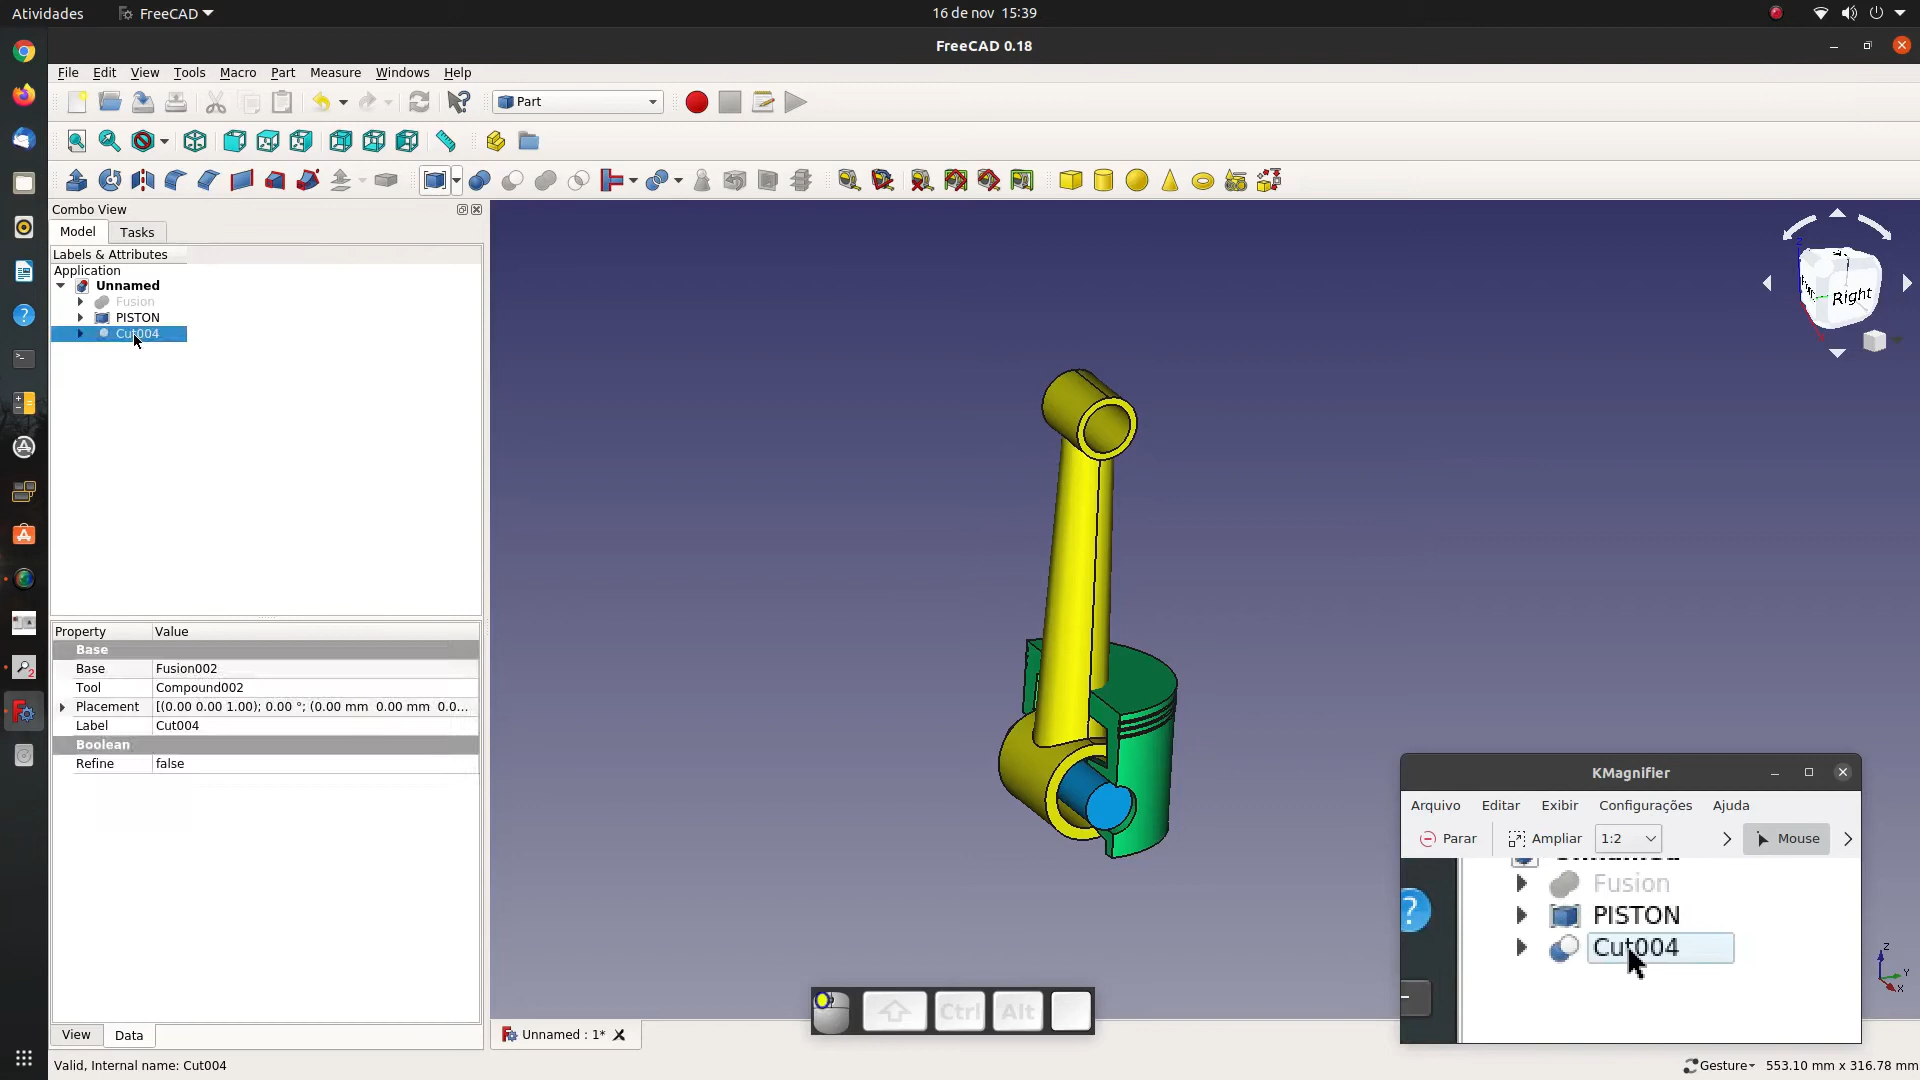 Atividades
FreeCAD
16 de nov 15:39
FreeCAD 0.18
File Edit View Tools Macro Part Measure Windows Help
Part
Combo View
Model Tasks
Labels & Attributes
Application
Unnamed
Fusion
PISTON
Cut004
Property Value
Base
Base Fusion002
Tool Compound002
Placement [(0.00 0.00 1.00); 0.00 °; (0.00 mm 0.00 mm 0.0...
Label Cut004
Boolean
Refine false
View Data
Valid, Internal name: Cut004
Right
Z
Y
X
Ctrl Alt
Unnamed : 1*
KMagnifier
Arquivo Editar Exibir Configurações Ajuda
Parar Ampliar 1:2 Mouse
Fusion
PISTON
Cut004
Gesture 553.10 mm x 316.78 mm